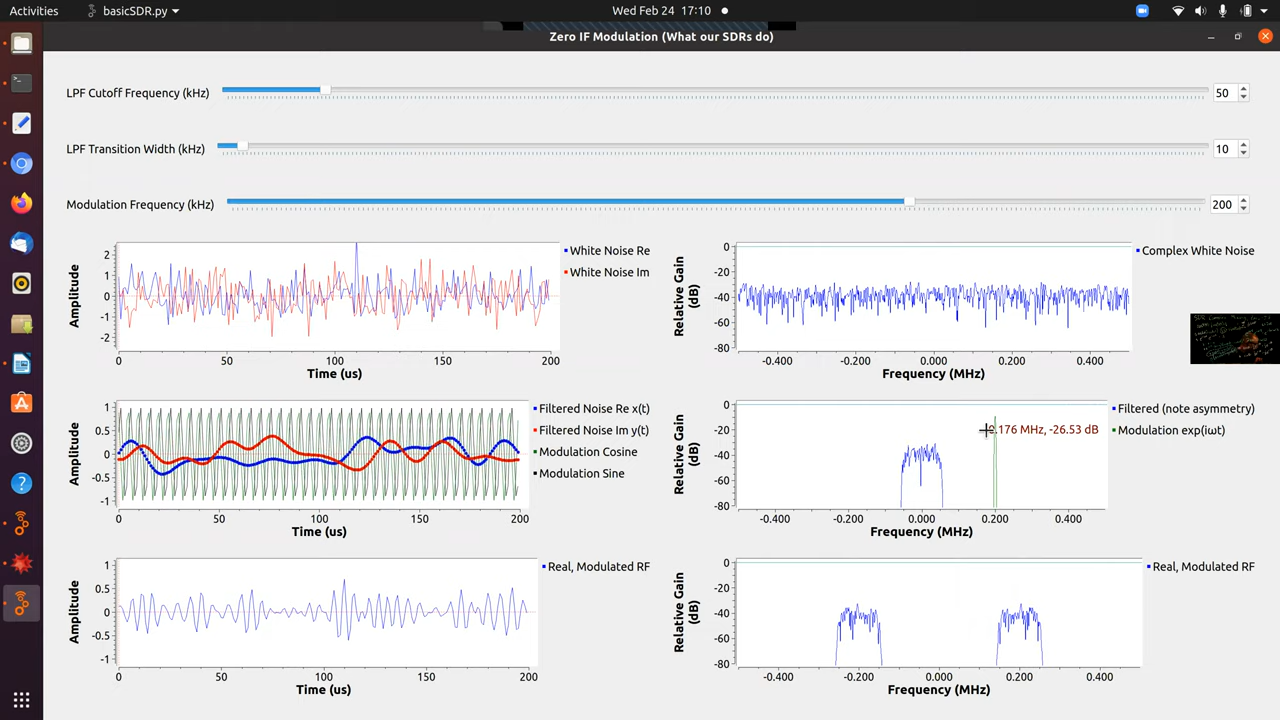 Activities
basicSDR.py
Wed Feb 24 17:10
Zero IF Modulation (What our SDRs do)
LPF Cutoff Frequency (kHz)
50
LPF Transition Width (kHz)
10
Modulation Frequency (kHz)
200
Amplitude
2
1
0
-1
-2
0
50
100
150
200
Time (us)
White Noise Re
White Noise Im
Relative Gain
(dB)
0
-20
-40
-60
-80
-0.400
-0.200
0.000
0.200
0.400
Frequency (MHz)
Complex White Noise
Amplitude
1
0.5
0
-0.5
-1
0
50
100
150
200
Time (us)
Filtered Noise Re x(t)
Filtered Noise Im y(t)
Modulation Cosine
Modulation Sine
Relative Gain
(dB)
0
-20
-40
-60
-80
0.176 MHz, -26.53 dB
-0.400
-0.200
0.000
0.200
0.400
Frequency (MHz)
Filtered (note asymmetry)
Modulation exp(iωt)
Amplitude
1
0.5
0
-0.5
-1
0
50
100
150
200
Time (us)
Real, Modulated RF
Relative Gain
(dB)
0
-20
-40
-60
-80
-0.400
-0.200
0.000
0.200
0.400
Frequency (MHz)
Real, Modulated RF